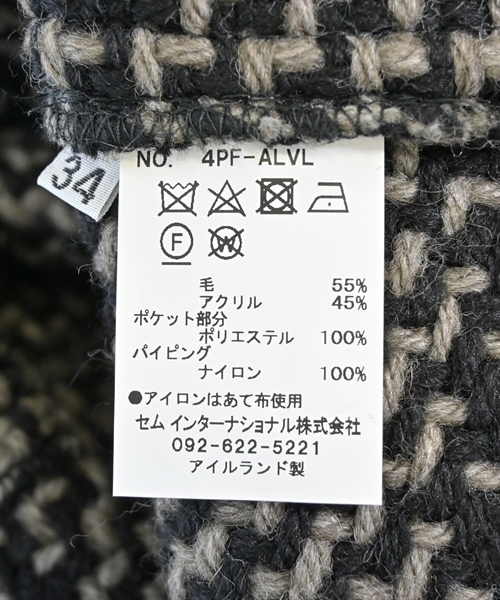 34
NO. 4PF-ALVL
F W
毛 55%
アクリル 45%
ポケット部分
ポリエステル 100%
パイピング
ナイロン 100%
●アイロンはあて布使用
セム インターナショナル株式会社
092-622-5221
アイルランド製